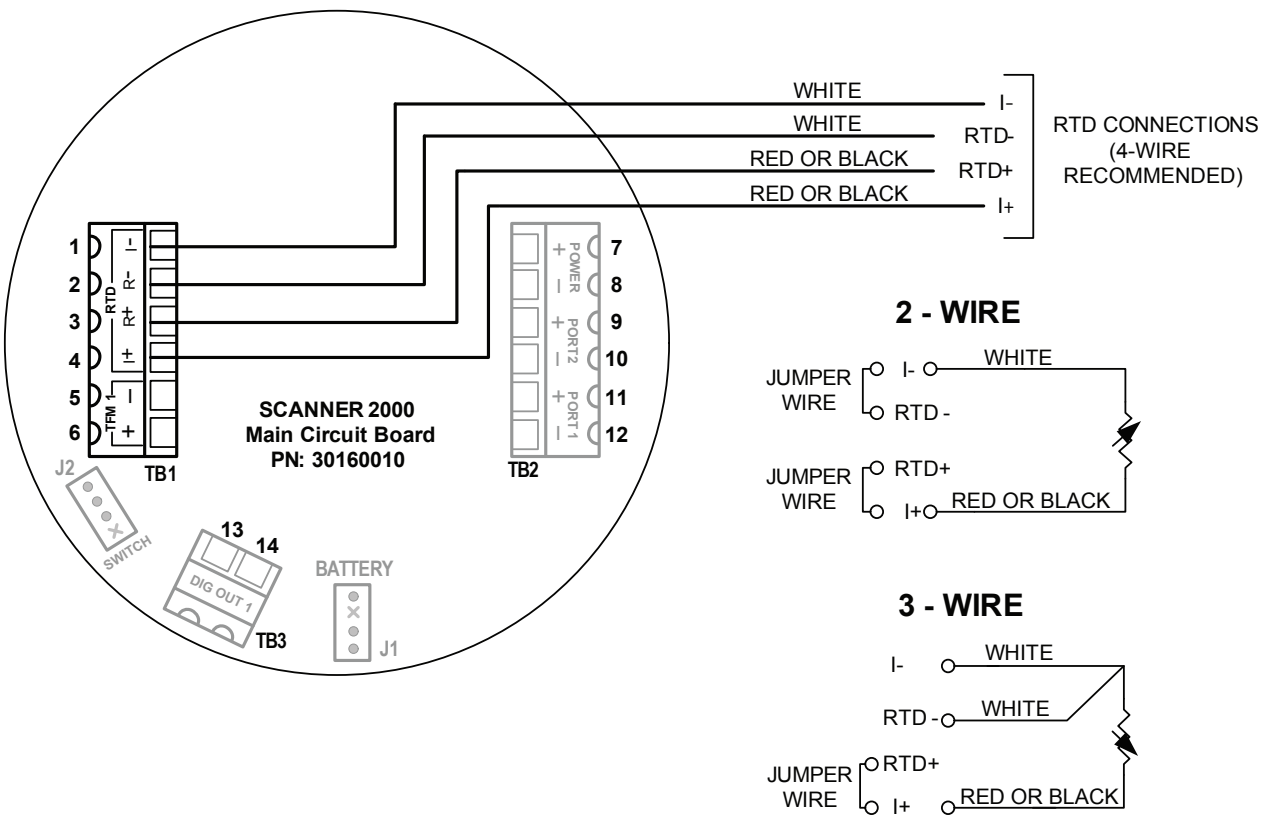 WHITE
I-
WHITE
RTD-
RED OR BLACK
RTD+
RED OR BLACK
I+
RTD CONNECTIONS
(4-WIRE
RECOMMENDED)
1
2
3
4
5
6
I-
R-
R+
I+
RTD
–
+
TFM 1
TB1
+
–
POWER
+
–
PORT2
+
–
PORT 1
7
8
9
10
11
12
TB2
SCANNER 2000
Main Circuit Board
PN: 30160010
J2
SWITCH
13
14
DIG OUT 1
TB3
BATTERY
J1
2 - WIRE
JUMPER
WIRE
I-
WHITE
RTD -
JUMPER
WIRE
RTD+
I+
RED OR BLACK
3 - WIRE
I-
WHITE
RTD -
WHITE
JUMPER
WIRE
RTD+
I+
RED OR BLACK